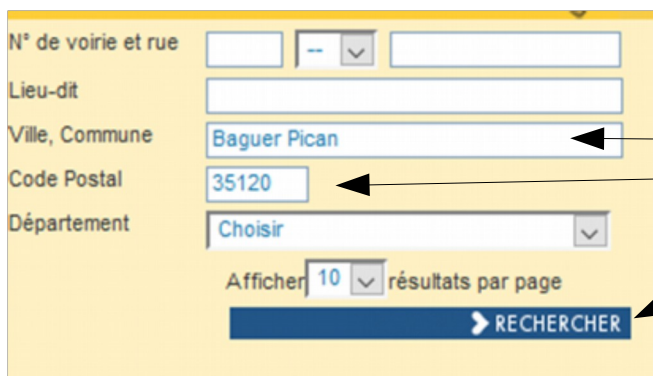 N° de voirie et rue --
Lieu-dit
Ville, Commune Baguer Pican
Code Postal 35120
Département Choisir
Afficher 10 résultats par page
RECHERCHER